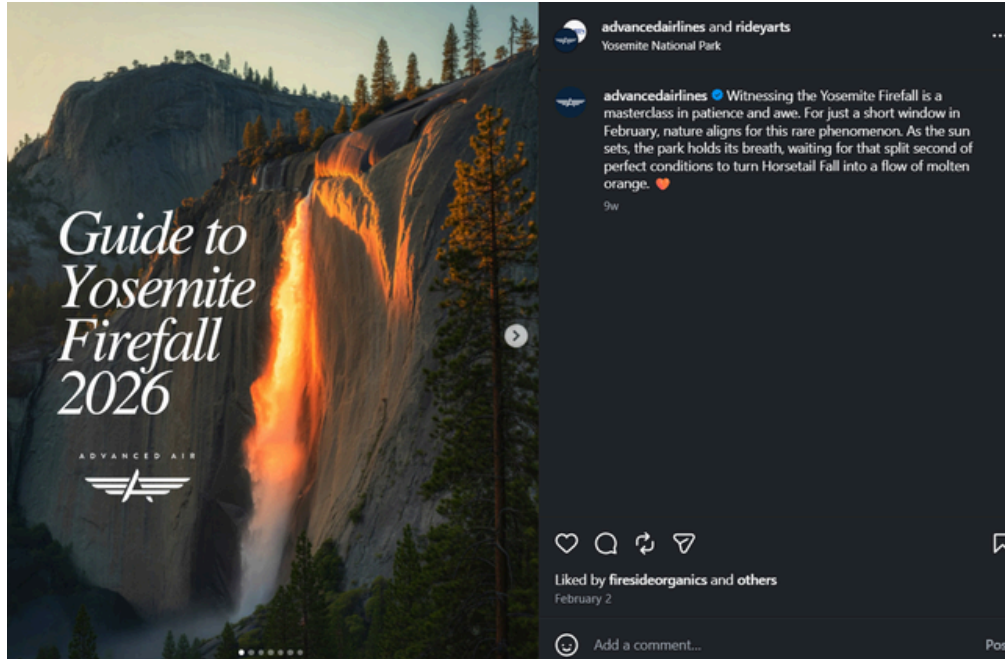 Guide to
Yosemite
Firefall
2026
ADVANCED AIR
advancedairlines and rideyarts
Yosemite National Park
advancedairlines Witnessing the Yosemite Firefall is a
masterclass in patience and awe. For just a short window in
February, nature aligns for this rare phenomenon. As the sun
sets, the park holds its breath, waiting for that split second of
perfect conditions to turn Horsetail Fall into a flow of molten
orange. 🧡
9w
Liked by firesideorganics and others
February 2
Add a comment...
Pos